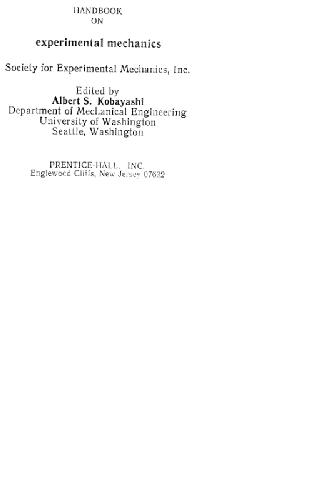 HANDBOOK
ON
experimental mechanics
Society for Experimental Mechanics, Inc.
Edited by
Albert S. Kobayashi
Department of Mechanical Engineering
University of Washington
Seattle, Washington
PRENTICE-HALL, INC.
Englewood Cliffs, New Jersey 07632